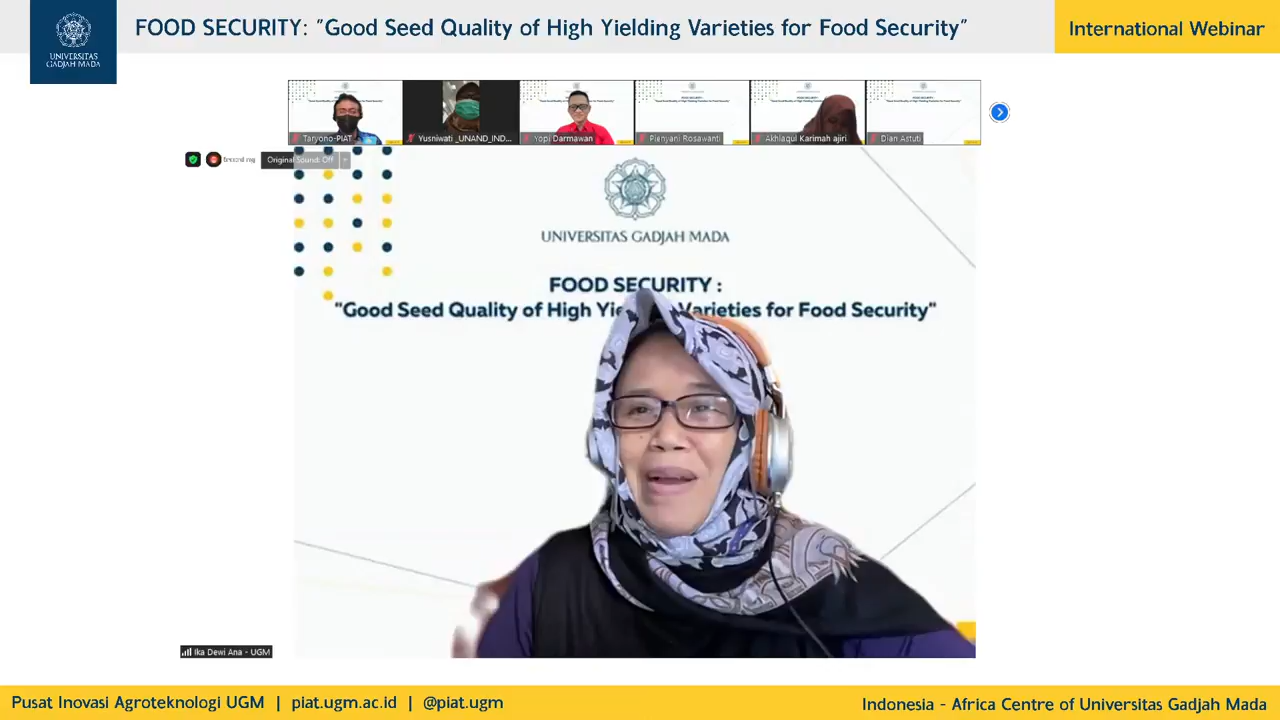 FOOD SECURITY: "Good Seed Quality of High Yielding Varieties for Food Security"
International Webinar
UNIVERSITAS
GADJAH MADA
Taryono-PIAT
Yusniwati _UNAND_IND...
Yopi Darmawan
Pienyani Rosawanti
Akhlaqul Karimah ajiri
Dian Astuti
Recording
Original Sound: Off
UNIVERSITAS GADJAH MADA
FOOD SECURITY :
"Good Seed Quality of High Yie Varieties for Food Security"
Ika Dewi Ana - UGM
Pusat Inovasi Agroteknologi UGM | piat.ugm.ac.id | @piat.ugm
Indonesia - Africa Centre of Universitas Gadjah Mada